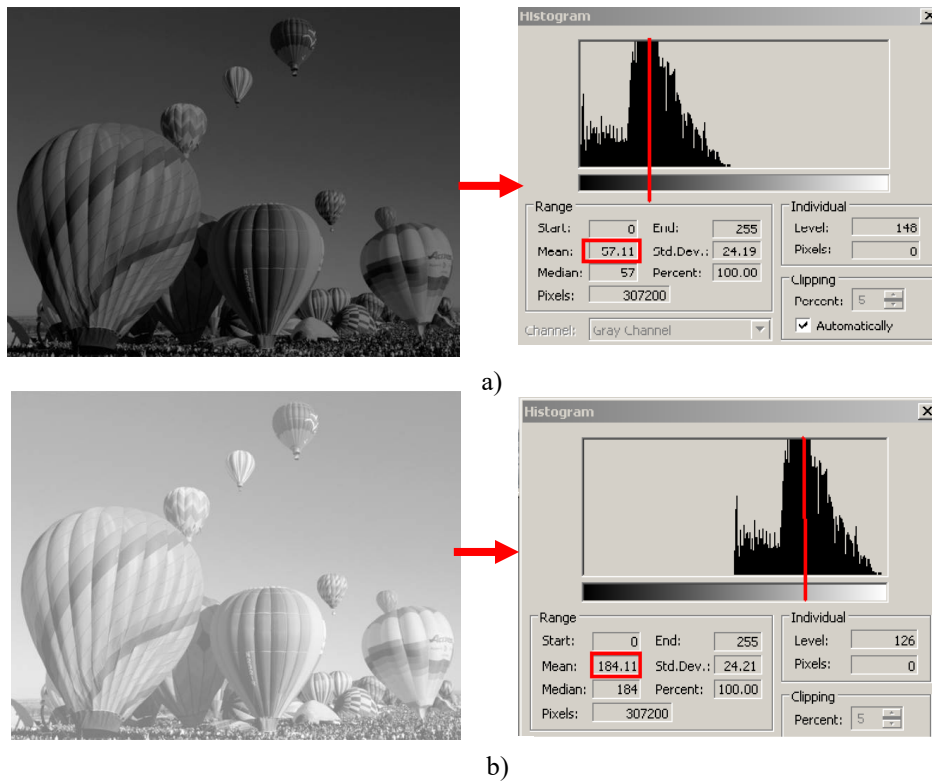 Histogram
Range
Start: 0 End: 255
Mean: 57.11 Std.Dev.: 24.19
Median: 57 Percent: 100.00
Pixels: 307200
Individual
Level: 148
Pixels: 0
Clipping
Percent: 5
Automatically
Channel: Gray Channel
a)
Histogram
Range
Start: 0 End: 255
Mean: 184.11 Std.Dev.: 24.21
Median: 184 Percent: 100.00
Pixels: 307200
Individual
Level: 126
Pixels: 0
Clipping
Percent: 5
b)